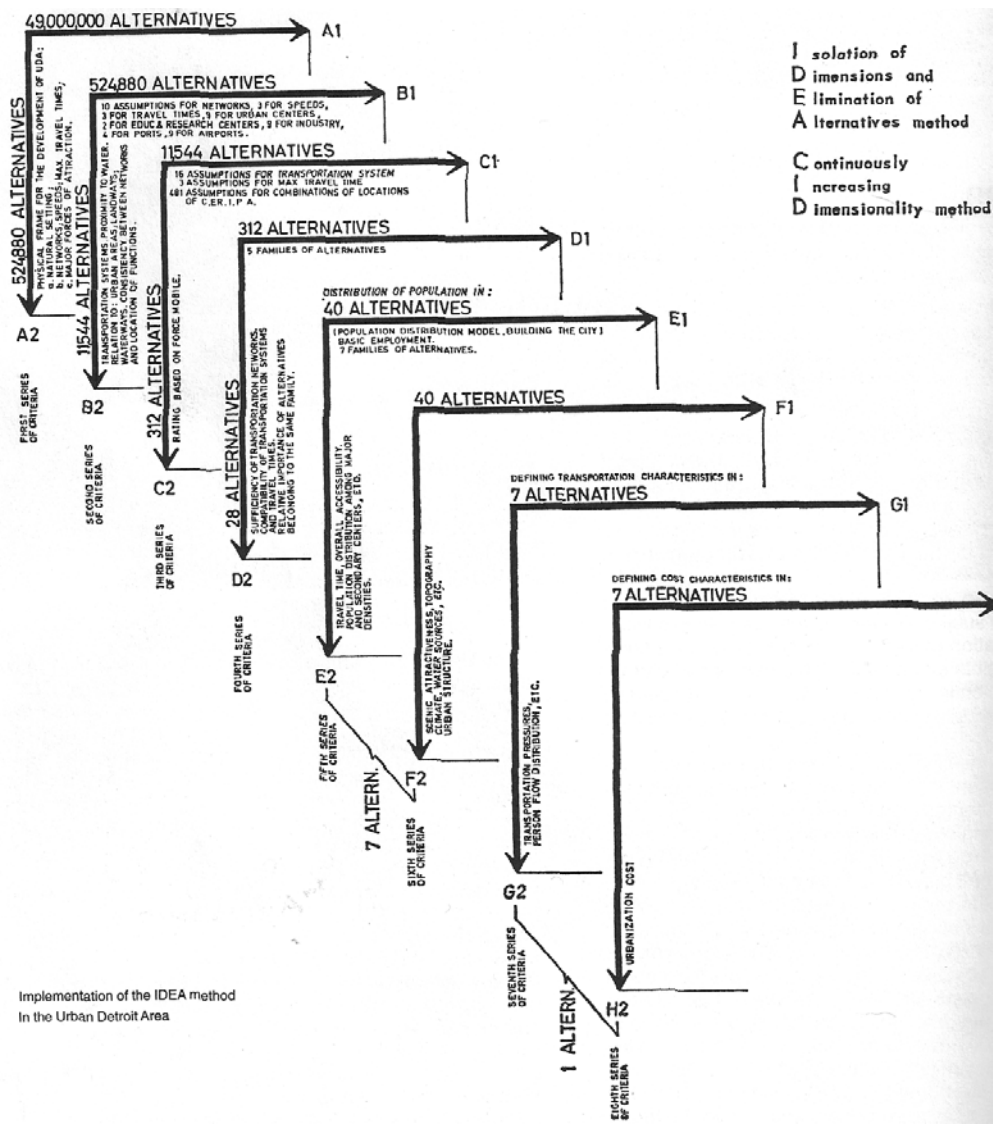 49,000,000 ALTERNATIVES
A1
524,880 ALTERNATIVES
PHYSICAL FRAME FOR THE DEVELOPMENT OF UDA:
a. NATURAL SETTING;
b. NETWORKS; SPEEDS; MAX. TRAVEL TIMES;
c. MAJOR FORCES OF ATTRACTION.
A2
FIRST SERIES
OF CRITERIA
524,880 ALTERNATIVES
10 ASSUMPTIONS FOR NETWORKS, 3 FOR SPEEDS,
3 FOR TRAVEL TIMES, 9 FOR URBAN CENTERS,
2 FOR EDUC & RESEARCH CENTERS, 9 FOR INDUSTRY,
4 FOR PORTS, 9 FOR AIRPORTS.
B1
11,544 ALTERNATIVES
TRANSPORTATION SYSTEMS, PROXIMITY TO WATER.
RELATION TO: URBAN AREAS; LANDWAYS;
WATERWAYS, CONSISTENCY BETWEEN NETWORKS
AND LOCATION OF FUNCTIONS.
B2
SECOND SERIES
OF CRITERIA
11,544 ALTERNATIVES
16 ASSUMPTIONS FOR TRANSPORTATION SYSTEM
3 ASSUMPTIONS FOR MAX TRAVEL TIME
481 ASSUMPTIONS FOR COMBINATIONS OF LOCATIONS
OF C.ER.I.P A.
C1
312 ALTERNATIVES
RATING BASED ON FORCE MOBILE.
C2
THIRD SERIES
OF CRITERIA
312 ALTERNATIVES
5 FAMILIES OF ALTERNATIVES
D1
28 ALTERNATIVES
SUFFICIENCY OF TRANSPORTATION NETWORKS.
COMPATIBILITY OF TRANSPORTATION SYSTEMS
AND TRAVEL TIMES.
RELATIVE IMPORTANCE OF ALTERNATIVES
BELONGING TO THE SAME FAMILY.
D2
FOURTH SERIES
OF CRITERIA
DISTRIBUTION OF POPULATION IN:
40 ALTERNATIVES
(POPULATION DISTRIBUTION MODEL, BUILDING THE CITY)
BASIC EMPLOYMENT.
7 FAMILIES OF ALTERNATIVES.
E1
TRAVEL TIME, OVERALL ACCESSIBILITY,
POPULATION DISTRIBUTION AMONG MAJOR
AND SECONDARY CENTERS, ETC.
DENSITIES.
E2
FIFTH SERIES
OF CRITERIA
7 ALTERN.
40 ALTERNATIVES
F1
SCENIC ATTRACTIVENESS, TOPOGRAPHY
CLIMATE, WATER SOURCES, ETC.
URBAN STRUCTURE.
F2
SIXTH SERIES
OF CRITERIA
DEFINING TRANSPORTATION CHARACTERISTICS IN:
7 ALTERNATIVES
G1
TRANSPORTATION PRESSURES,
PERSON FLOW DISTRIBUTION, ETC.
G2
SEVENTH SERIES
OF CRITERIA
1 ALTERN.
DEFINING COST CHARACTERISTICS IN:
7 ALTERNATIVES
URBANIZATION COST
H2
EIGHTH SERIES
OF CRITERIA
I solation of
D imensions and
E limination of
A lternatives method
C ontinuously
I ncreasing
D imensionality method
Implementation of the IDEA method
In the Urban Detroit Area